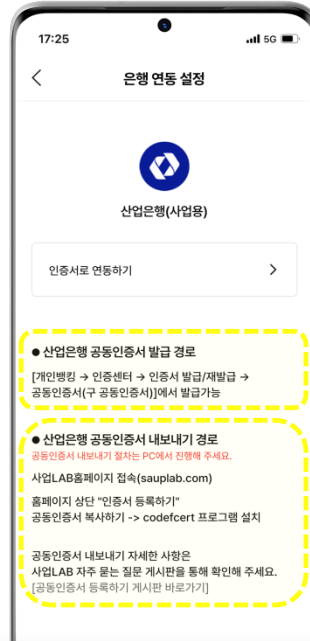 17:25
5G
은행 연동 설정
산업은행(사업용)
인증서로 연동하기
● 산업은행 공동인증서 발급 경로
[개인뱅킹 → 인증센터 → 인증서 발급/재발급 →
공동인증서(구 공동인증서)]에서 발급가능
● 산업은행 공동인증서 내보내기 경로
공동인증서 내보내기 절차는 PC에서 진행해 주세요.
사업LAB홈페이지 접속(sauplab.com)
홈페이지 상단 "인증서 등록하기"
공동인증서 복사하기 -> codefcert 프로그램 설치
공동인증서 내보내기 자세한 사항은
사업LAB 자주 묻는 질문 게시판을 통해 확인해 주세요.
[공동인증서 등록하기 게시판 바로가기]